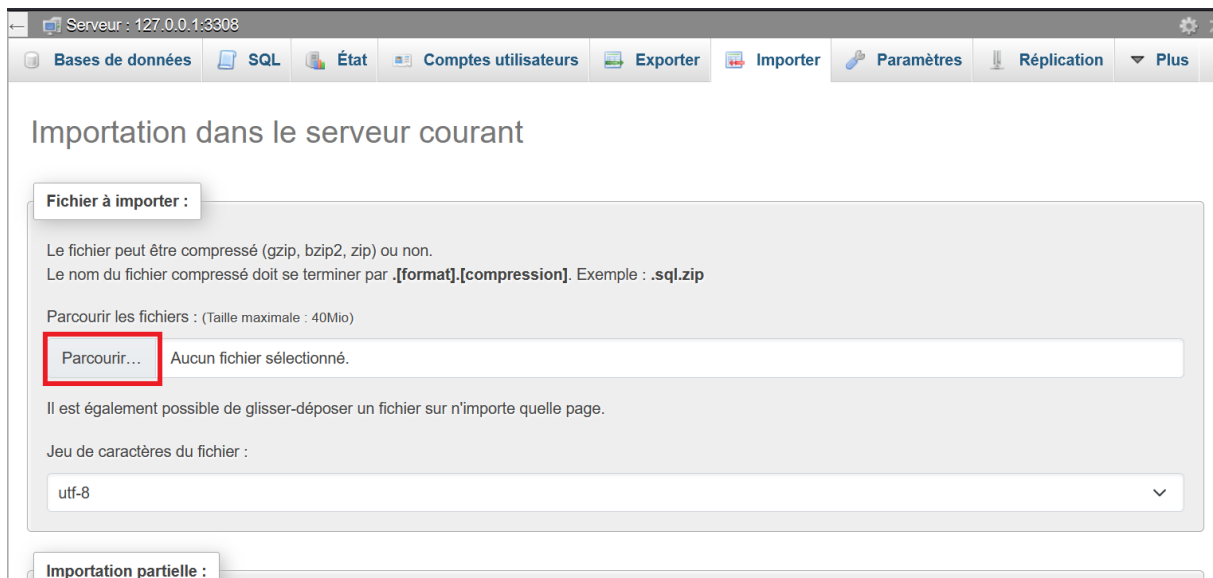 Serveur : 127.0.0.1:3308
Bases de données SQL État Comptes utilisateurs Exporter Importer Paramètres Réplication Plus
Importation dans le serveur courant
Fichier à importer :
Le fichier peut être compressé (gzip, bzip2, zip) ou non.
Le nom du fichier compressé doit se terminer par .[format].[compression]. Exemple : .sql.zip
Parcourir les fichiers : (Taille maximale : 40Mio)
Parcourir… Aucun fichier sélectionné.
Il est également possible de glisser-déposer un fichier sur n'importe quelle page.
Jeu de caractères du fichier :
utf-8
Importation partielle :